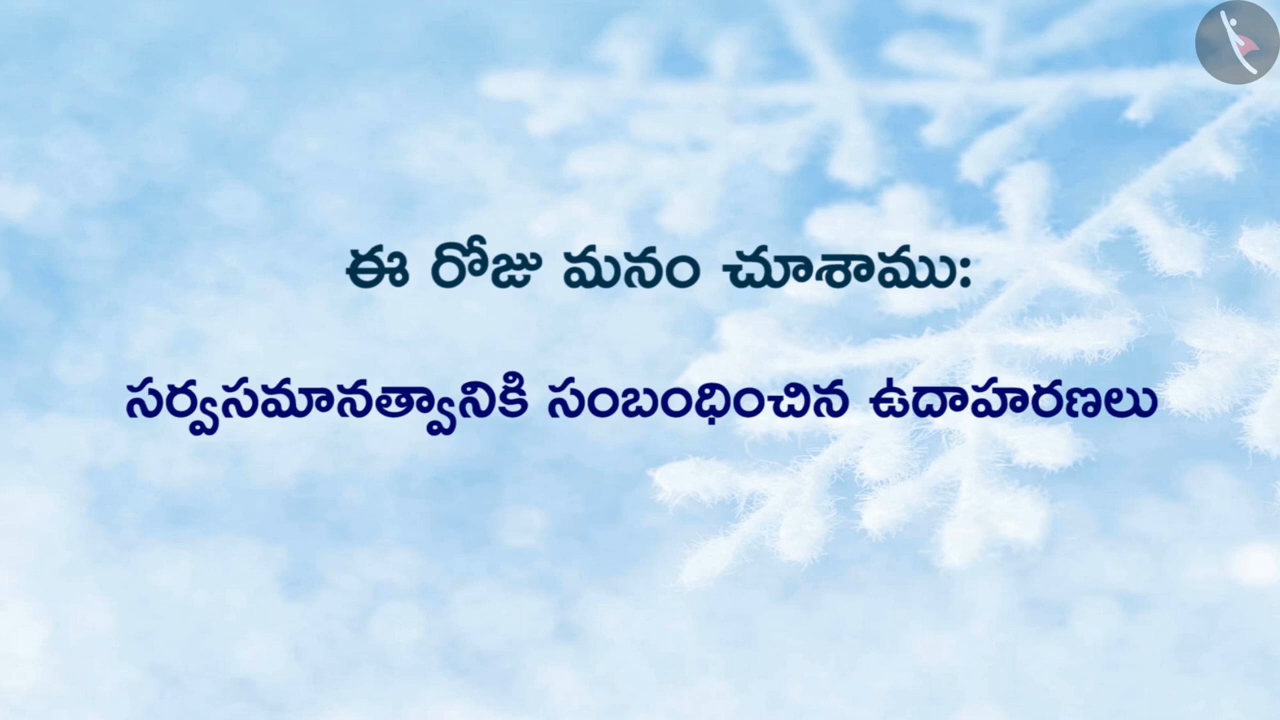 ఈ రోజు మనం చూశాము:
సర్వసమానత్వానికి సంబంధించిన ఉదాహరణలు